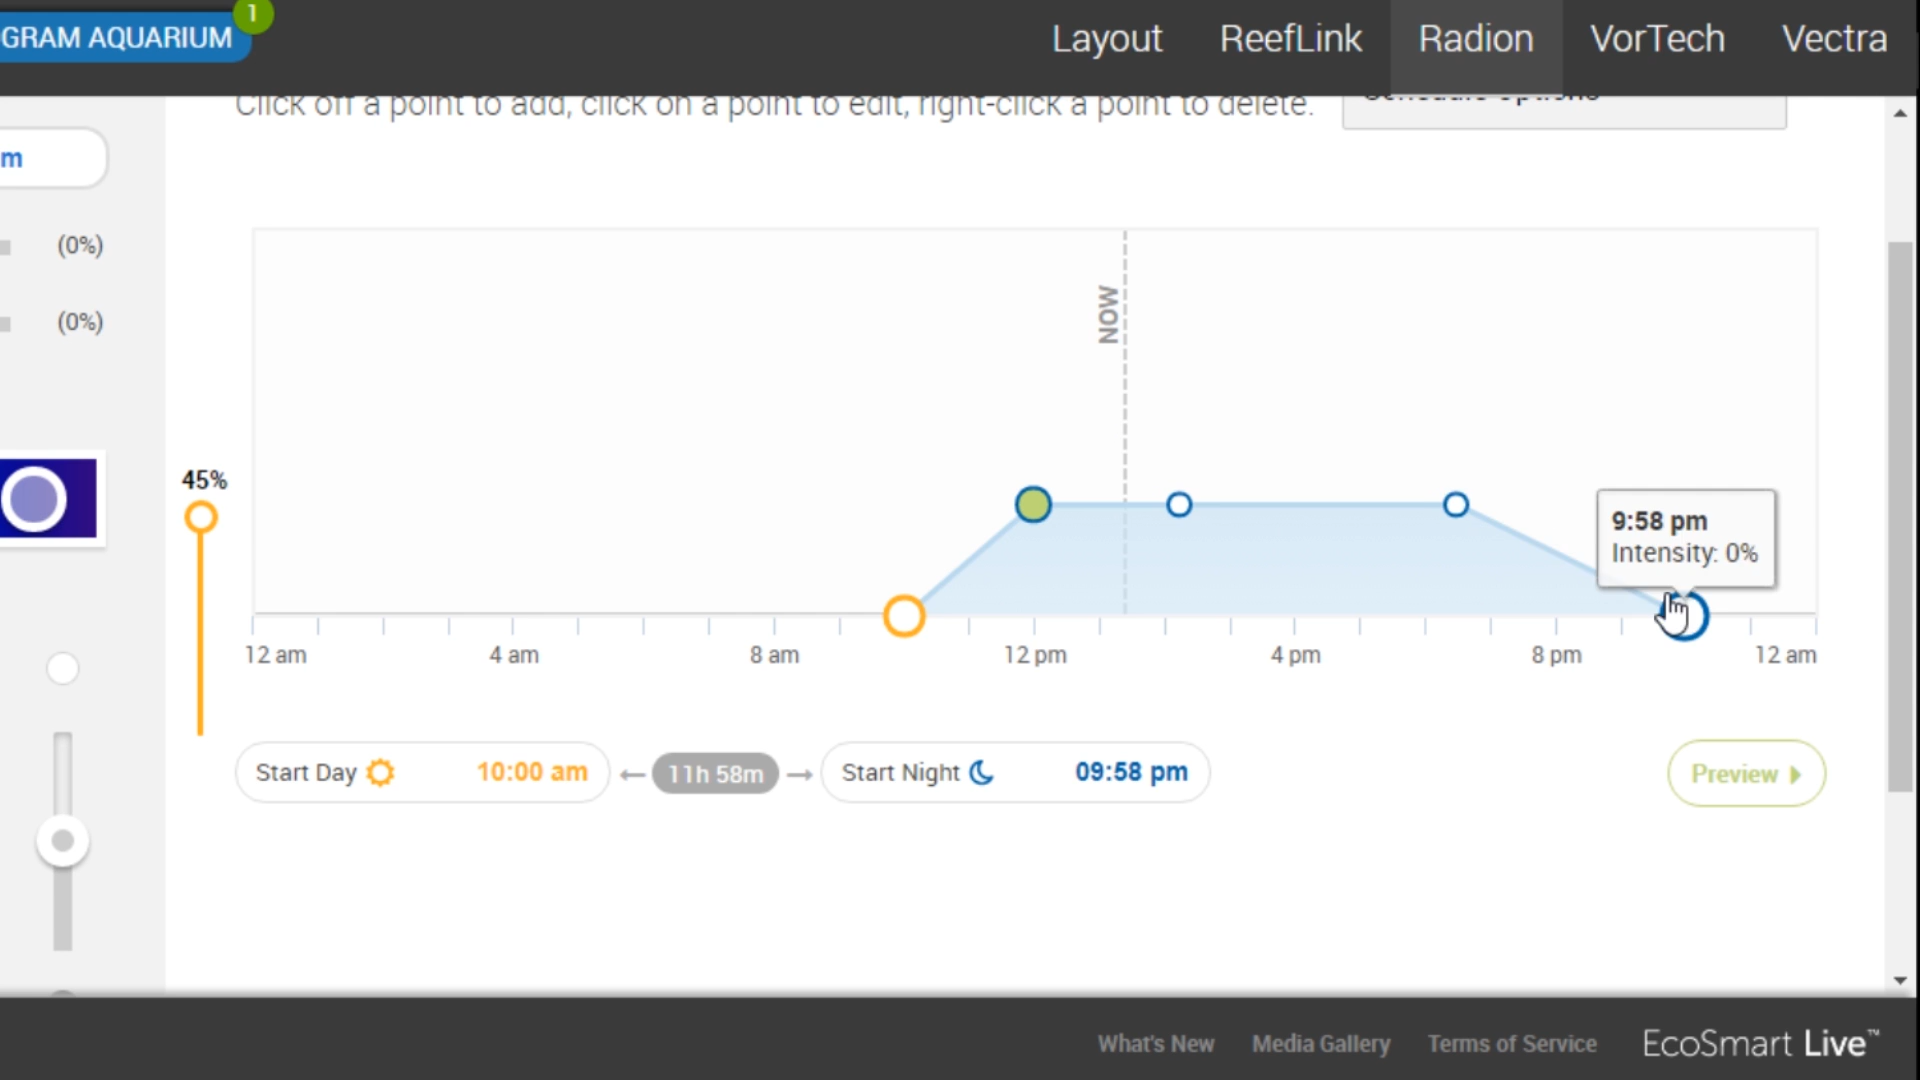 GRAM AQUARIUM
1
Layout
ReefLink
Radion
VorTech
Vectra
Click off a point to add, click on a point to edit, right-click a point to delete.
Schedule Options
m
(0%)
(0%)
NOW
45%
9:58 pm
Intensity: 0%
12 am
4 am
8 am
12 pm
4 pm
8 pm
12 am
Start Day
10:00 am
11h 58m
Start Night
09:58 pm
Preview
What's New
Media Gallery
Terms of Service
EcoSmart Live™